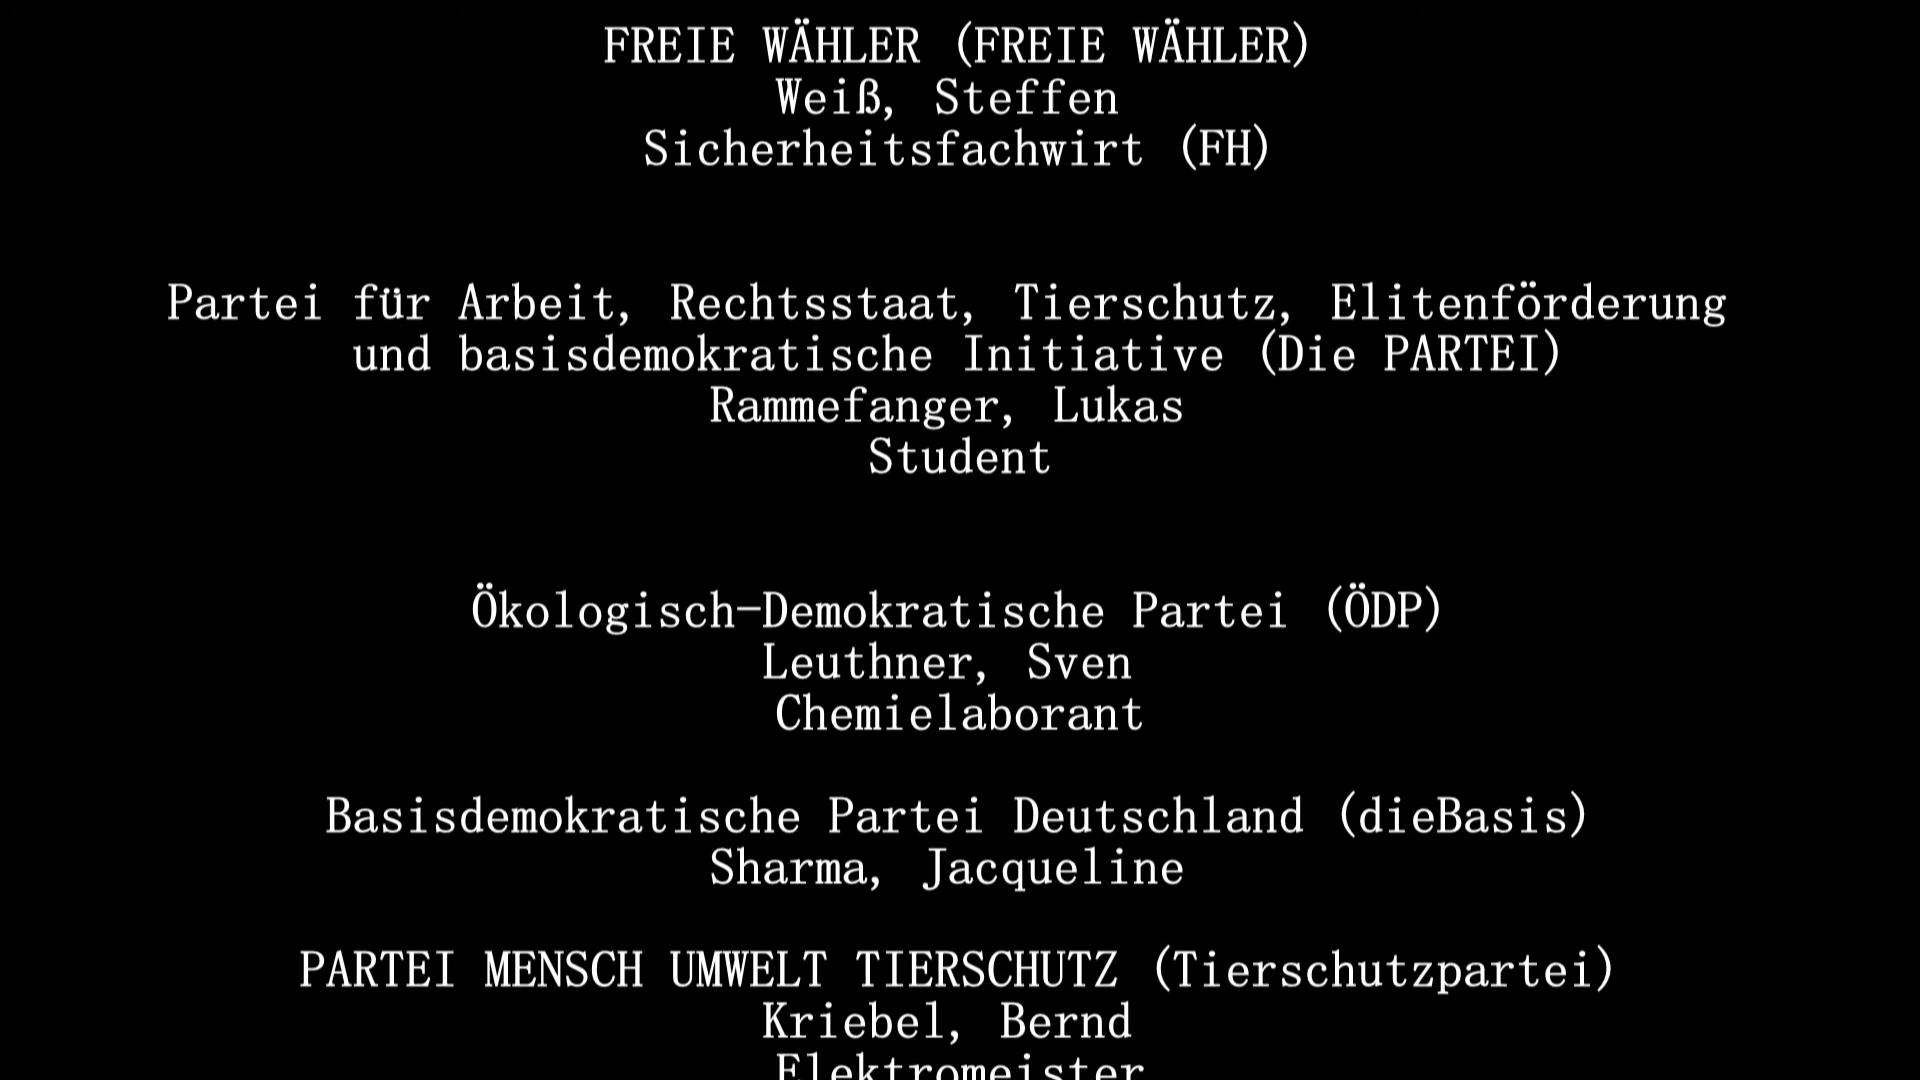 FREIE WÄHLER (FREIE WÄHLER)
Weiß, Steffen
Sicherheitsfachwirt (FH)
Partei für Arbeit, Rechtsstaat, Tierschutz, Elitenförderung
und basisdemokratische Initiative (Die PARTEI)
Rammefanger, Lukas
Student
Ökologisch-Demokratische Partei (ÖDP)
Leuthner, Sven
Chemielaborant
Basisdemokratische Partei Deutschland (dieBasis)
Sharma, Jacqueline
PARTEI MENSCH UMWELT TIERSCHUTZ (Tierschutzpartei)
Kriebel, Bernd
Elektromeister